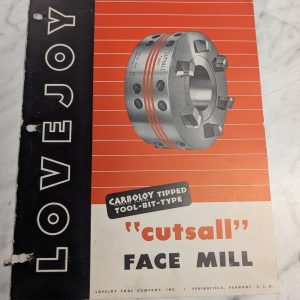 LOVEJOY
CARBOLOY TIPPED
TOOL-BIT-TYPE
"cutsall"
FACE MILL
LOVEJOY TOOL COMPANY, INC. • SPRINGFIELD, VERMONT, U.S.A.